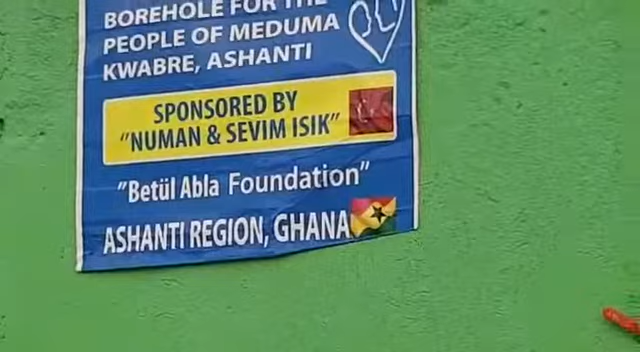 BOREHOLE FOR THE
PEOPLE OF MEDUMA
KWABRE, ASHANTI
SPONSORED BY
"NUMAN & SEVIM ISIK"
"Betül Abla Foundation"
ASHANTI REGION, GHANA